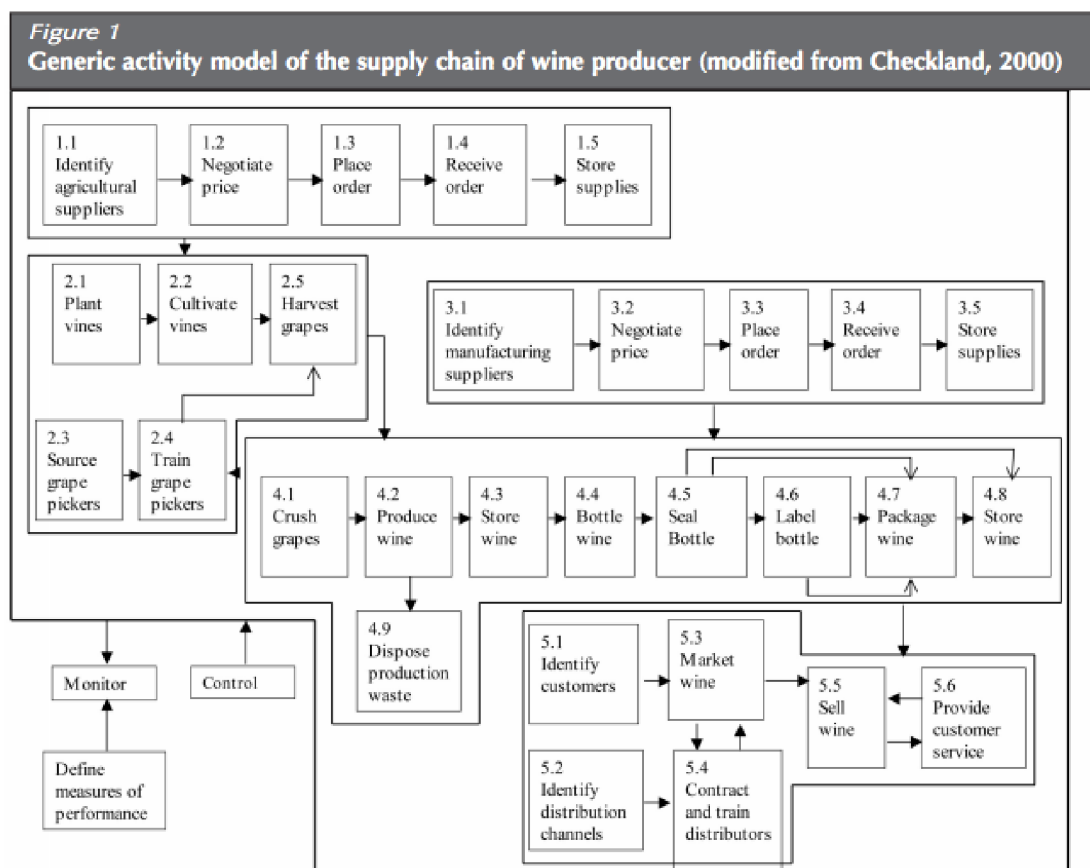 Figure 1
Generic activity model of the supply chain of wine producer (modified from Checkland, 2000)
1.1
Identify
agricultural
suppliers
1.2
Negotiate
price
1.3
Place
order
1.4
Receive
order
1.5
Store
supplies
2.1
Plant
vines
2.2
Cultivate
vines
2.5
Harvest
grapes
2.3
Source
grape
pickers
2.4
Train
grape
pickers
3.1
Identify
manufacturing
suppliers
3.2
Negotiate
price
3.3
Place
order
3.4
Receive
order
3.5
Store
supplies
4.1
Crush
grapes
4.2
Produce
wine
4.3
Store
wine
4.4
Bottle
wine
4.5
Seal
Bottle
4.6
Label
bottle
4.7
Package
wine
4.8
Store
wine
4.9
Dispose
production
waste
Monitor
Control
Define
measures of
performance
5.1
Identify
customers
5.3
Market
wine
5.5
Sell
wine
5.6
Provide
customer
service
5.2
Identify
distribution
channels
5.4
Contract
and train
distributors